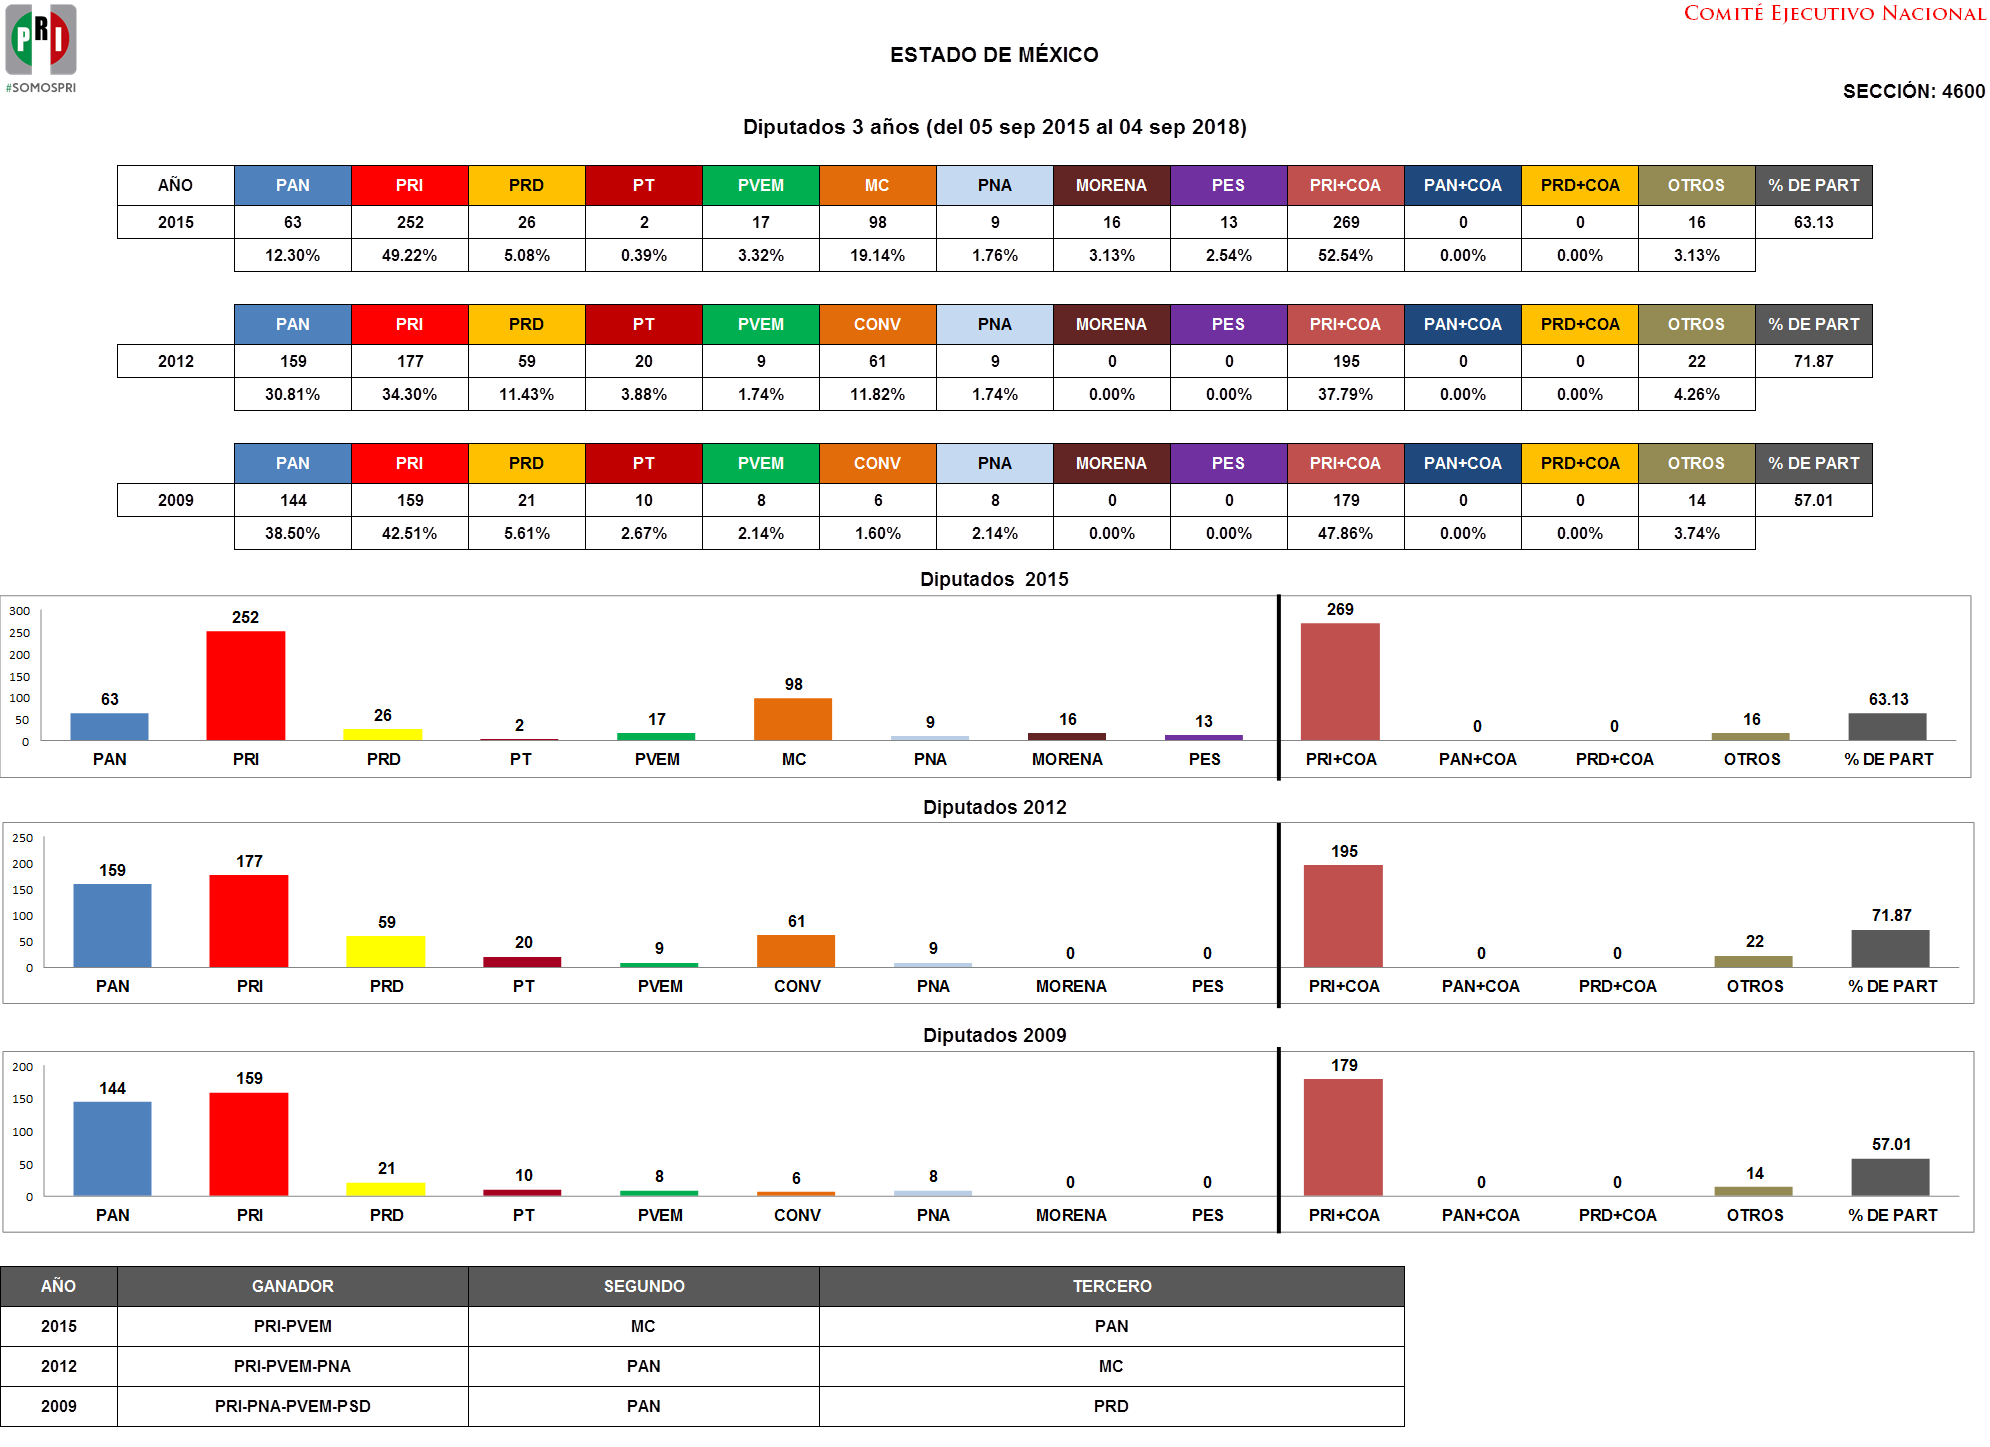 PRI
#SOMOSPRI
COMITÉ EJECUTIVO NACIONAL
ESTADO DE MÉXICO
SECCIÓN: 4600
Diputados 3 años (del 05 sep 2015 al 04 sep 2018)
AÑO PAN PRI PRD PT PVEM MC PNA MORENA PES PRI+COA PAN+COA PRD+COA OTROS % DE PART
2015 63 252 26 2 17 98 9 16 13 269 0 0 16 63.13
12.30% 49.22% 5.08% 0.39% 3.32% 19.14% 1.76% 3.13% 2.54% 52.54% 0.00% 0.00% 3.13%
PAN PRI PRD PT PVEM CONV PNA MORENA PES PRI+COA PAN+COA PRD+COA OTROS % DE PART
2012 159 177 59 20 9 61 9 0 0 195 0 0 22 71.87
30.81% 34.30% 11.43% 3.88% 1.74% 11.82% 1.74% 0.00% 0.00% 37.79% 0.00% 0.00% 4.26%
PAN PRI PRD PT PVEM CONV PNA MORENA PES PRI+COA PAN+COA PRD+COA OTROS % DE PART
2009 144 159 21 10 8 6 8 0 0 179 0 0 14 57.01
38.50% 42.51% 5.61% 2.67% 2.14% 1.60% 2.14% 0.00% 0.00% 47.86% 0.00% 0.00% 3.74%
Diputados 2015
300
250
200
150
100
50
0
63 252 26 2 17 98 9 16 13 269 0 0 16 63.13
PAN PRI PRD PT PVEM MC PNA MORENA PES PRI+COA PAN+COA PRD+COA OTROS % DE PART
Diputados 2012
250
200
150
100
50
0
159 177 59 20 9 61 9 0 0 195 0 0 22 71.87
PAN PRI PRD PT PVEM CONV PNA MORENA PES PRI+COA PAN+COA PRD+COA OTROS % DE PART
Diputados 2009
200
150
100
50
0
144 159 21 10 8 6 8 0 0 179 0 0 14 57.01
PAN PRI PRD PT PVEM CONV PNA MORENA PES PRI+COA PAN+COA PRD+COA OTROS % DE PART
AÑO GANADOR SEGUNDO TERCERO
2015 PRI-PVEM MC PAN
2012 PRI-PVEM-PNA PAN MC
2009 PRI-PNA-PVEM-PSD PAN PRD